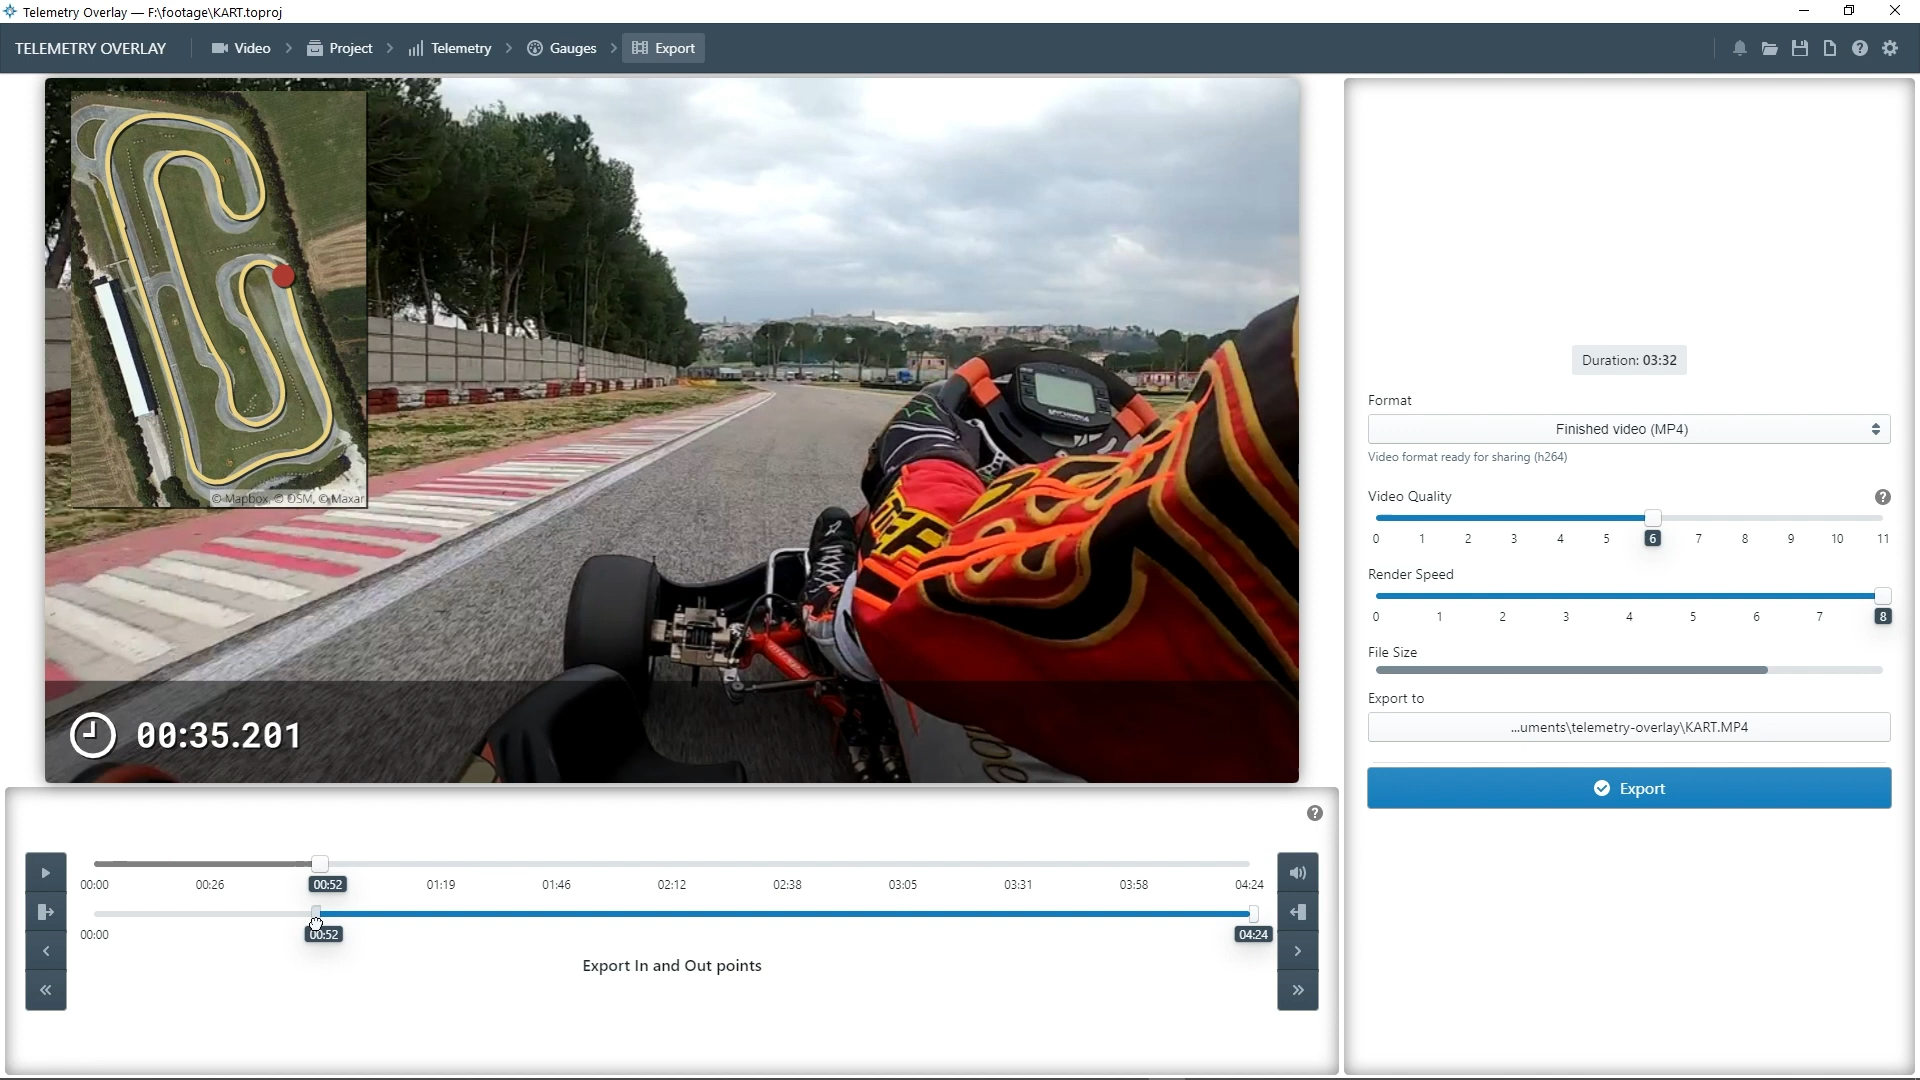 Telemetry Overlay — F:\footage\KART.toproj
TELEMETRY OVERLAY
Video
Project
Telemetry
Gauges
Export
© Mapbox, © OSM, © Maxar
00:35.201
Duration: 03:32
Format
Finished video (MP4)
Video format ready for sharing (h264)
Video Quality
0 1 2 3 4 5 6 7 8 9 10 11
Render Speed
0 1 2 3 4 5 6 7 8
File Size
Export to
...uments\telemetry-overlay\KART.MP4
Export
00:00 00:26 00:52 01:19 01:46 02:12 02:38 03:05 03:31 03:58 04:24
00:00 00:52 04:24
Export In and Out points